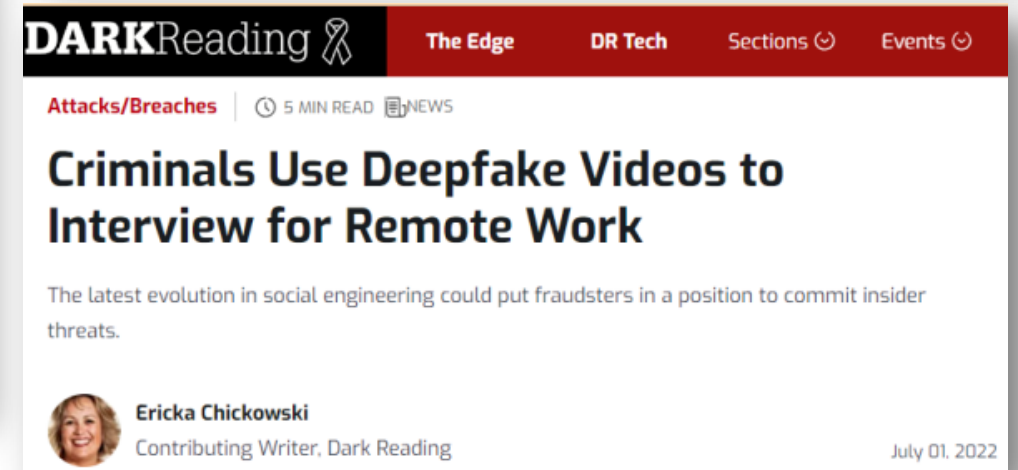 DARKReading
The Edge DR Tech Sections Events
Attacks/Breaches 5 MIN READ NEWS
Criminals Use Deepfake Videos to
Interview for Remote Work
The latest evolution in social engineering could put fraudsters in a position to commit insider
threats.
Ericka Chickowski
Contributing Writer, Dark Reading
July 01, 2022